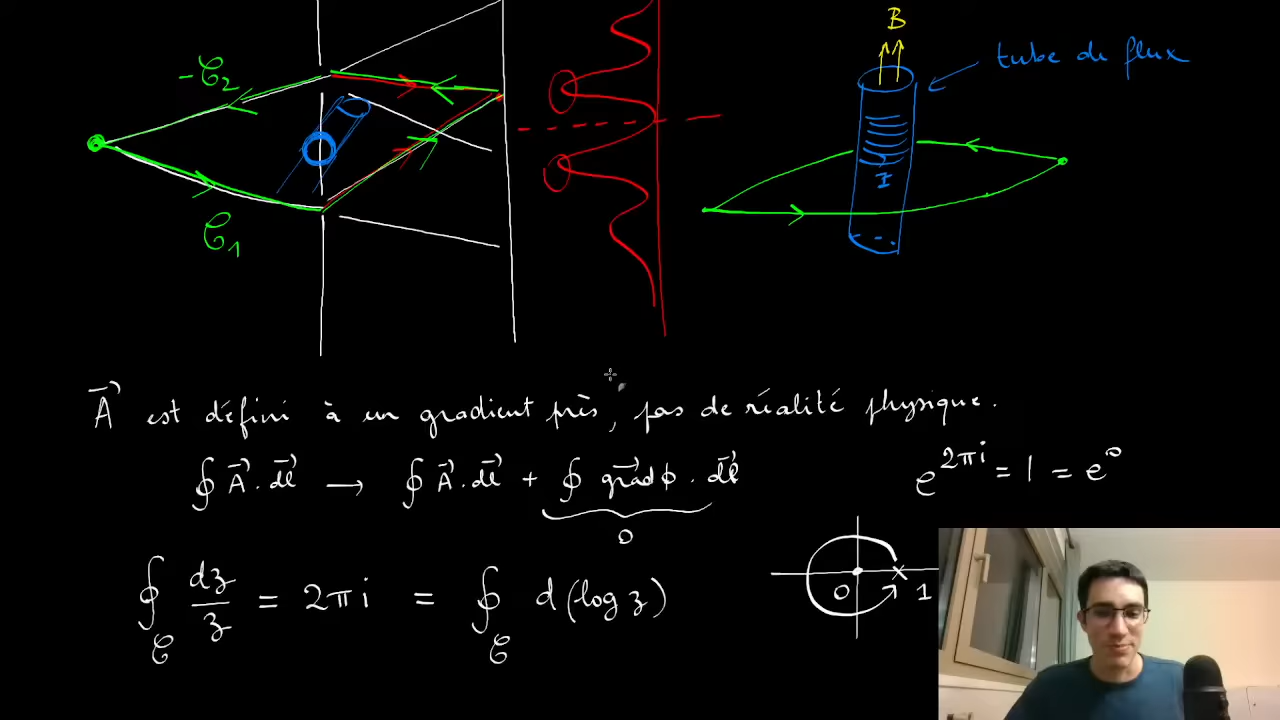 B
tube de flux
-C₂
I
C₁
A⃗ est défini à un gradient près, pas de réalité physique.
∮ A⃗ . dl⃗ → ∮ A⃗ . dl⃗ + ∮ grad⃗ ϕ . dl⃗
0
e^{2πi} = 1 = e^0
∮_C dz/z = 2πi = ∮_C d(log z)
0 1